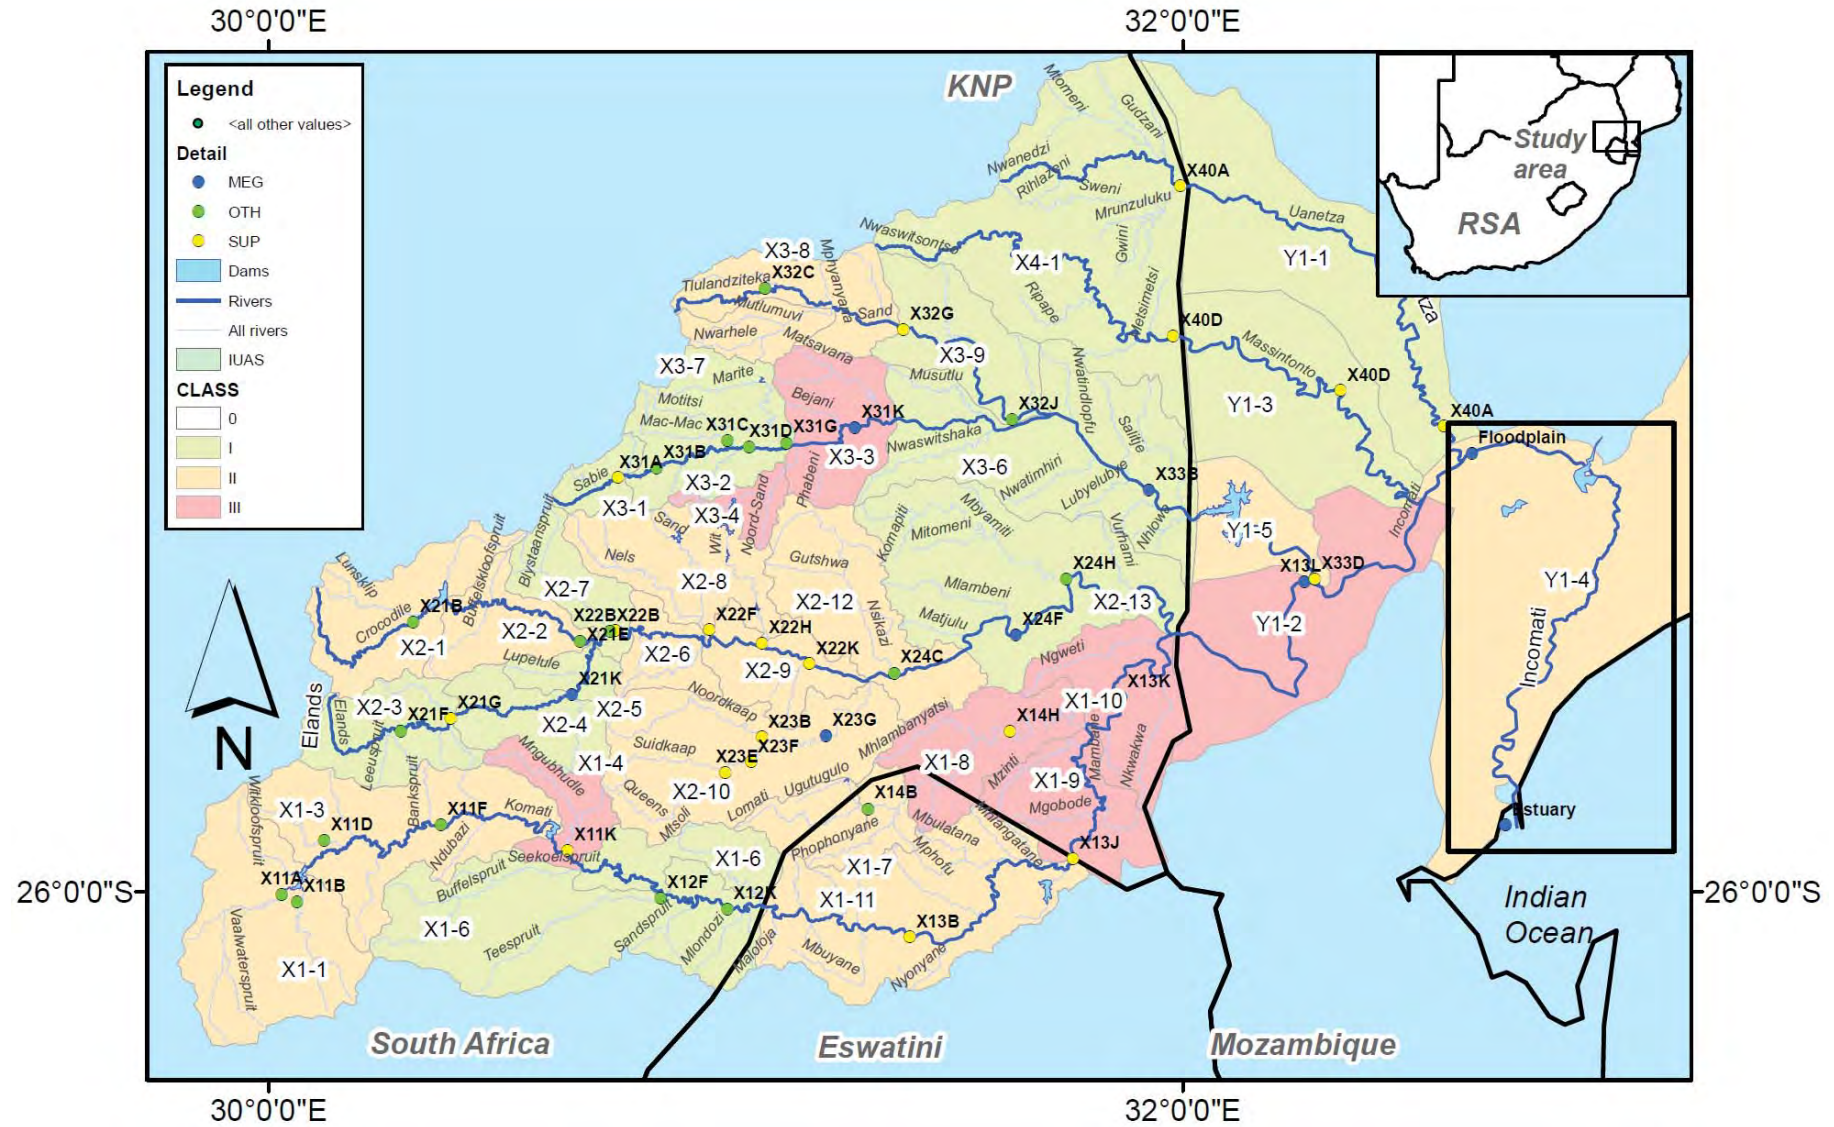 30°0'0"E
32°0'0"E
Legend
<all other values>
Detail
MEG
OTH
SUP
Dams
Rivers
All rivers
IUAS
CLASS
0
I
II
III
KNP
Mtomeni
Gudzani
Nwanedzi
Rihlazeni
Sweni
Mrunzuluku
X40A
Uanetza
Study
area
RSA
Nwaswitsontso
Gwini
X4-1
Y1-1
X3-8
Mphyanyana
Tlulandziteka
X32C
Mutlumuvi
Sand
X32G
Ripape
Metsimetsi
X40D
Nwarhele
Matsavana
Massintonto
X3-9
X3-7
Marite
Musutlu
Nwatindlopfu
X40D
Motitsi
Bejani
Y1-3
Mac-Mac
X31C
X31D
X31G
X31K
X32J
Salitje
X40A
Floodplain
Nwaswitshaka
Sabie
X31A
X31B
X3-3
X3-6
Nwatimhiri
Lubyelubye
X33B
X3-2
Phabeni
X3-1
X3-4
Noord-Sand
Sand
Wit
Komapiti
Mbyamiti
Mitomeni
Vurhami
Nhlowa
Y1-5
Incomati
Buffelskloofspruit
Blystaanspruit
Nels
Gutshwa
Lunsklip
X2-7
X2-8
X24H
X13L
X33D
Y1-4
Crocodile
X21B
X2-12
Mlambeni
X2-13
X22B
X22B
X22F
Nsikazi
Matjulu
X24F
Y1-2
X2-1
X2-2
X21E
X22H
X2-6
X22K
X24C
Ngweti
Incomati
Lupelule
X2-9
X13K
Elands
X21K
Noordkaap
Elands
X2-3
X21F
X21G
X2-5
X1-10
X2-4
X23B
X23G
Mhlambanyatsi
X14H
N
Leeuspruit
Mngubhudle
Suidkaap
X23F
X23E
X1-4
X1-8
Mzinti
X1-9
Mambane
Nkwakwa
Witkloofspruit
Bankspruit
Queens
X2-10
Ugutugulo
X1-3
X14B
Mgobode
Estuary
X11D
X11F
Komati
Mtsoli
Lomati
Mbulatana
Mhlangatane
Ndubazi
X11K
Phophonyane
Mphofu
X13J
Seekoeispruit
X1-6
X1-7
26°0'0"S
X11A
X11B
Buffelspruit
X12F
X12K
X1-11
26°0'0"S
Indian
Ocean
Vaalwaterspruit
X1-6
Teespruit
Sandspruit
Mlondozi
Maloloja
X13B
X1-1
Mbuyane
Nyonyane
South Africa
Eswatini
Mozambique
30°0'0"E
32°0'0"E